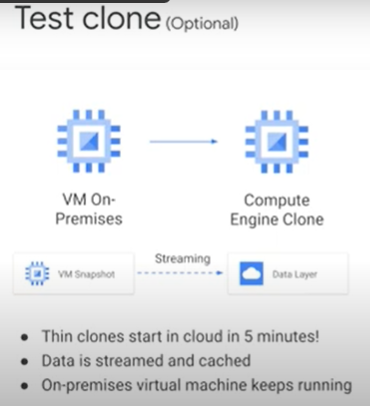 Test clone (Optional)
VM On-
Premises
Compute
Engine Clone
Streaming
VM Snapshot
Data Layer
• Thin clones start in cloud in 5 minutes!
• Data is streamed and cached
• On-premises virtual machine keeps running